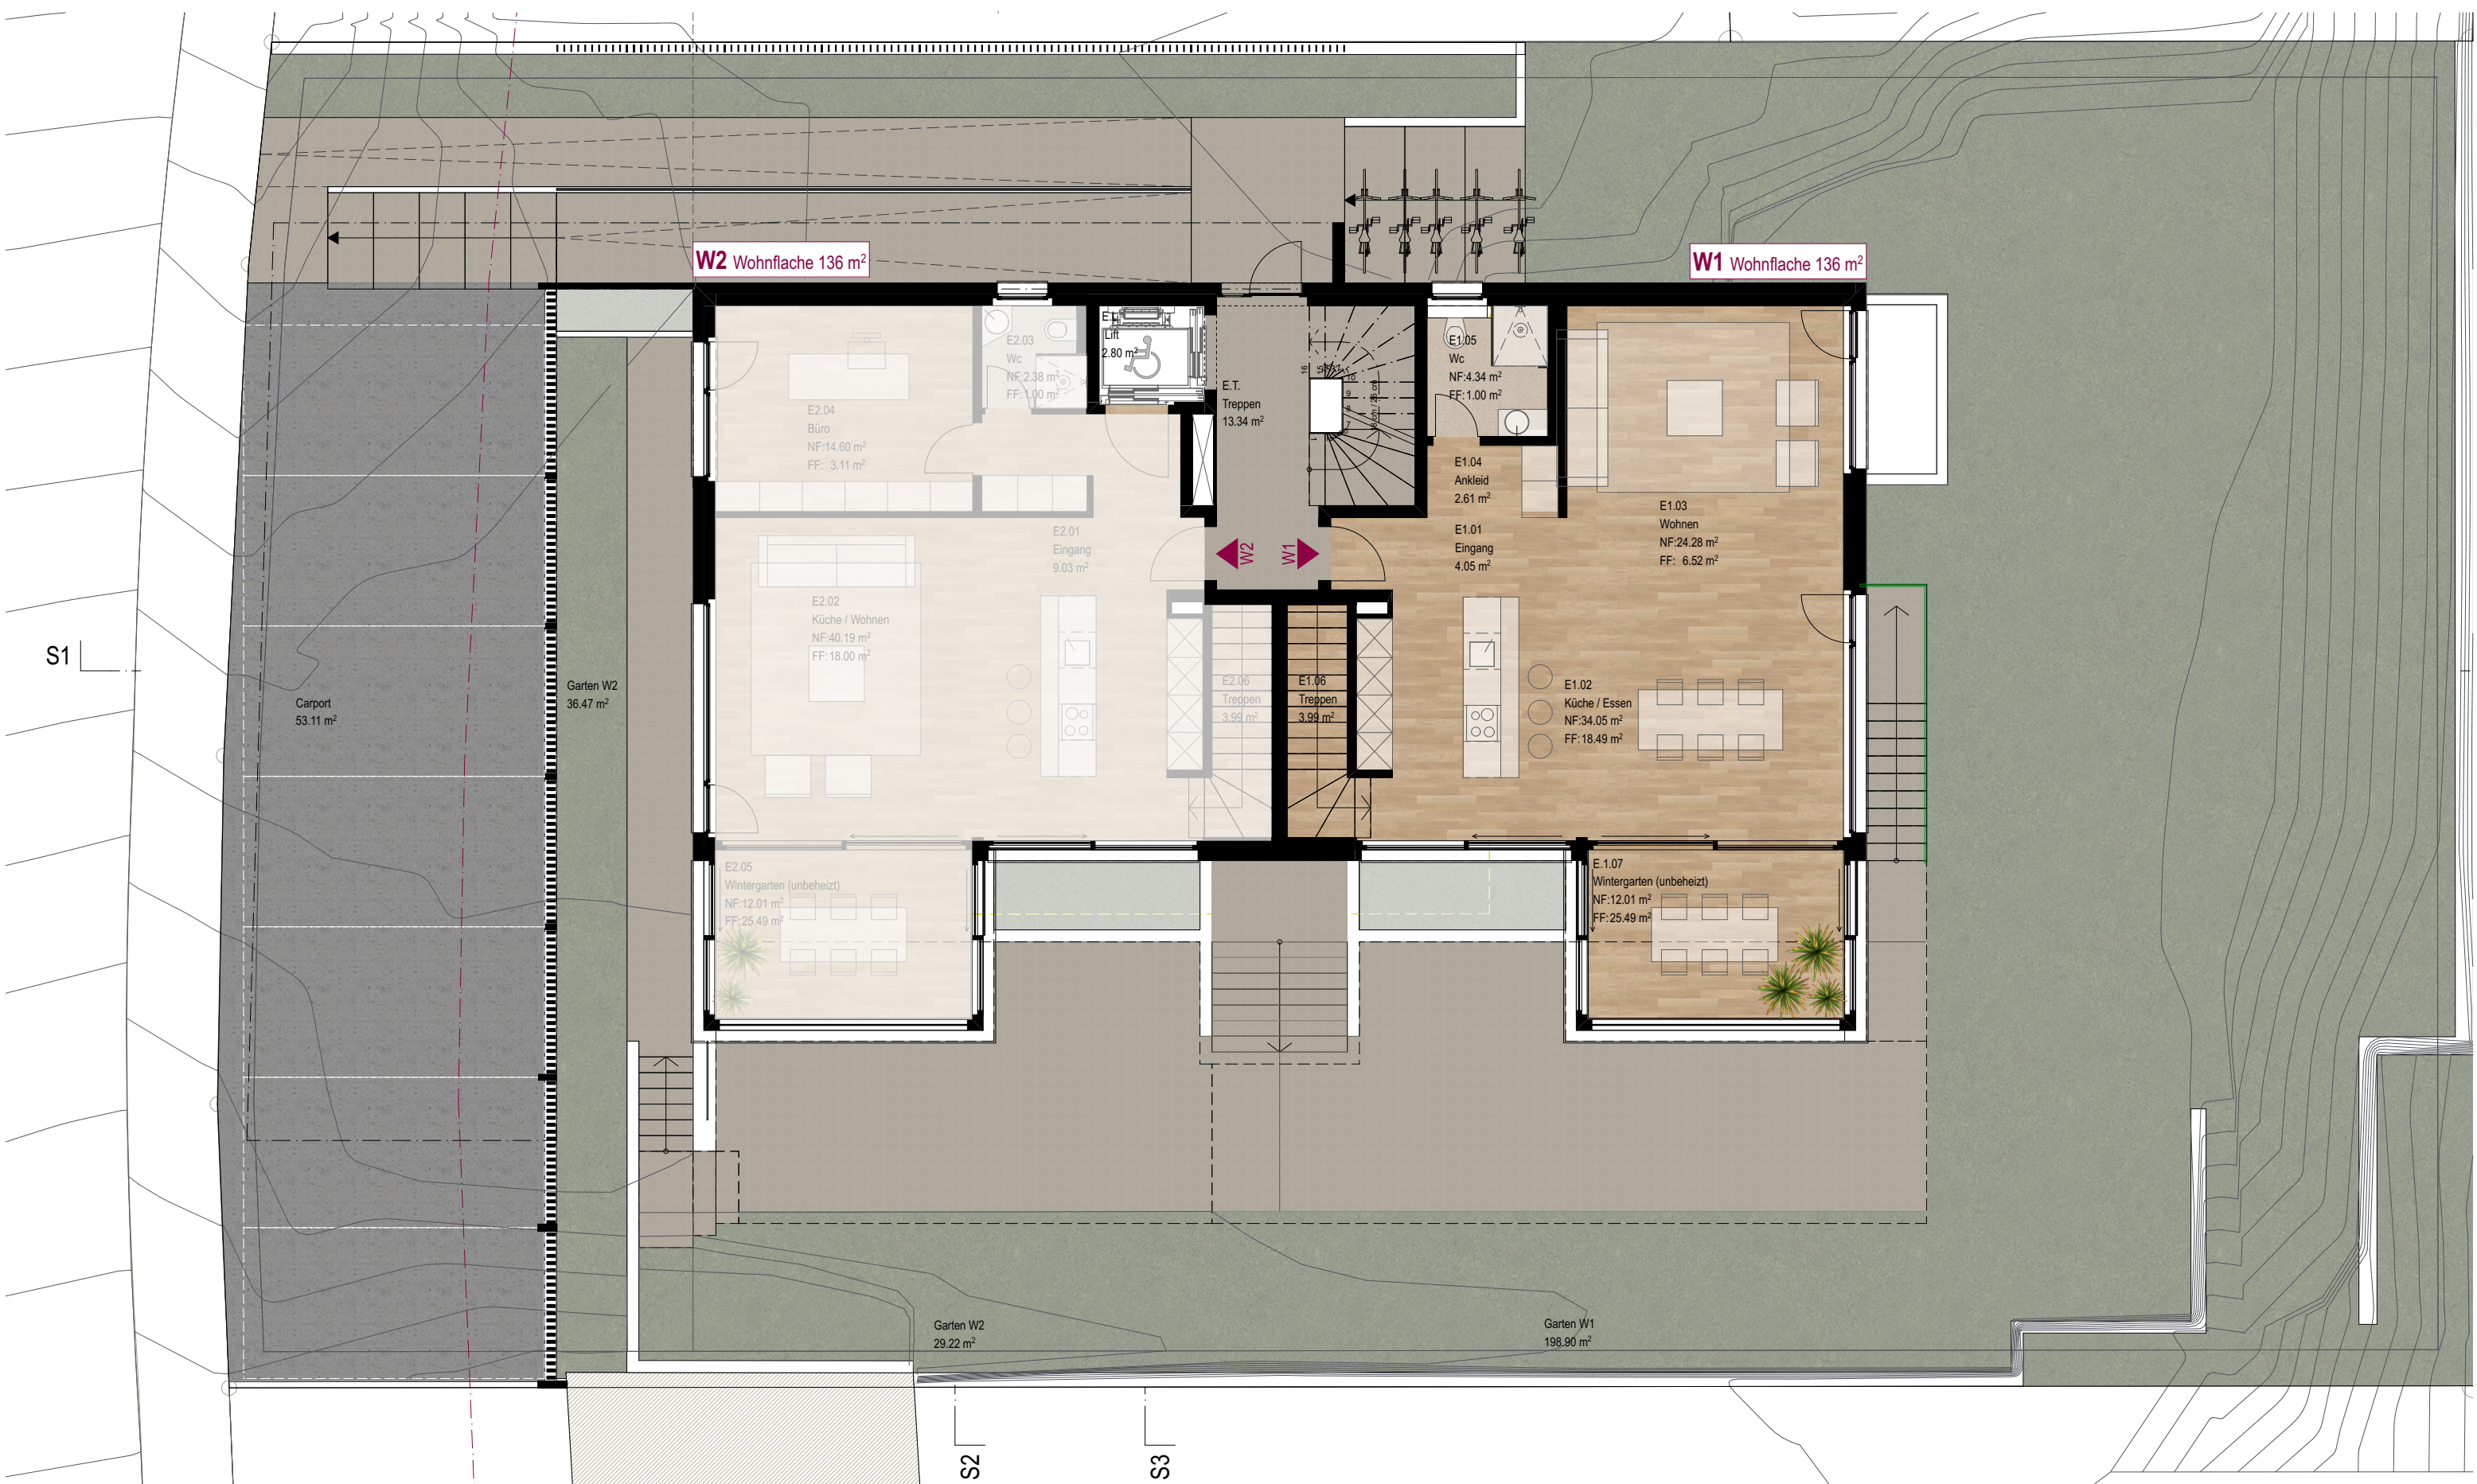 W2 Wohnflache 136 m²
W1 Wohnflache 136 m²
E.L.
Lift
2.80 m²
E2.03
Wc
NF:2.38 m²
FF: 1.00 m²
E1.05
Wc
NF:4.34 m²
FF: 1.00 m²
E.T.
Treppen
13.34 m²
16
10
9
8
7
1
E2.04
Büro
NF:14.60 m²
FF: 3.11 m²
E1.04
Ankleid
2.61 m²
E1.03
Wohnen
NF:24.28 m²
FF: 6.52 m²
E2.01
Eingang
9.03 m²
W2
W1
E1.01
Eingang
4.05 m²
E2.02
Küche / Wohnen
NF:40.19 m²
FF: 18.00 m²
S1
Carport
53.11 m²
Garten W2
36.47 m²
E2.06
Treppen
3.99 m²
E1.06
Treppen
3.99 m²
E1.02
Küche / Essen
NF:34.05 m²
FF: 18.49 m²
E2.05
Wintergarten (unbeheizt)
NF:12.01 m²
FF: 25.49 m²
E.1.07
Wintergarten (unbeheizt)
NF:12.01 m²
FF: 25.49 m²
Garten W2
29.22 m²
Garten W1
198.90 m²
S2
S3